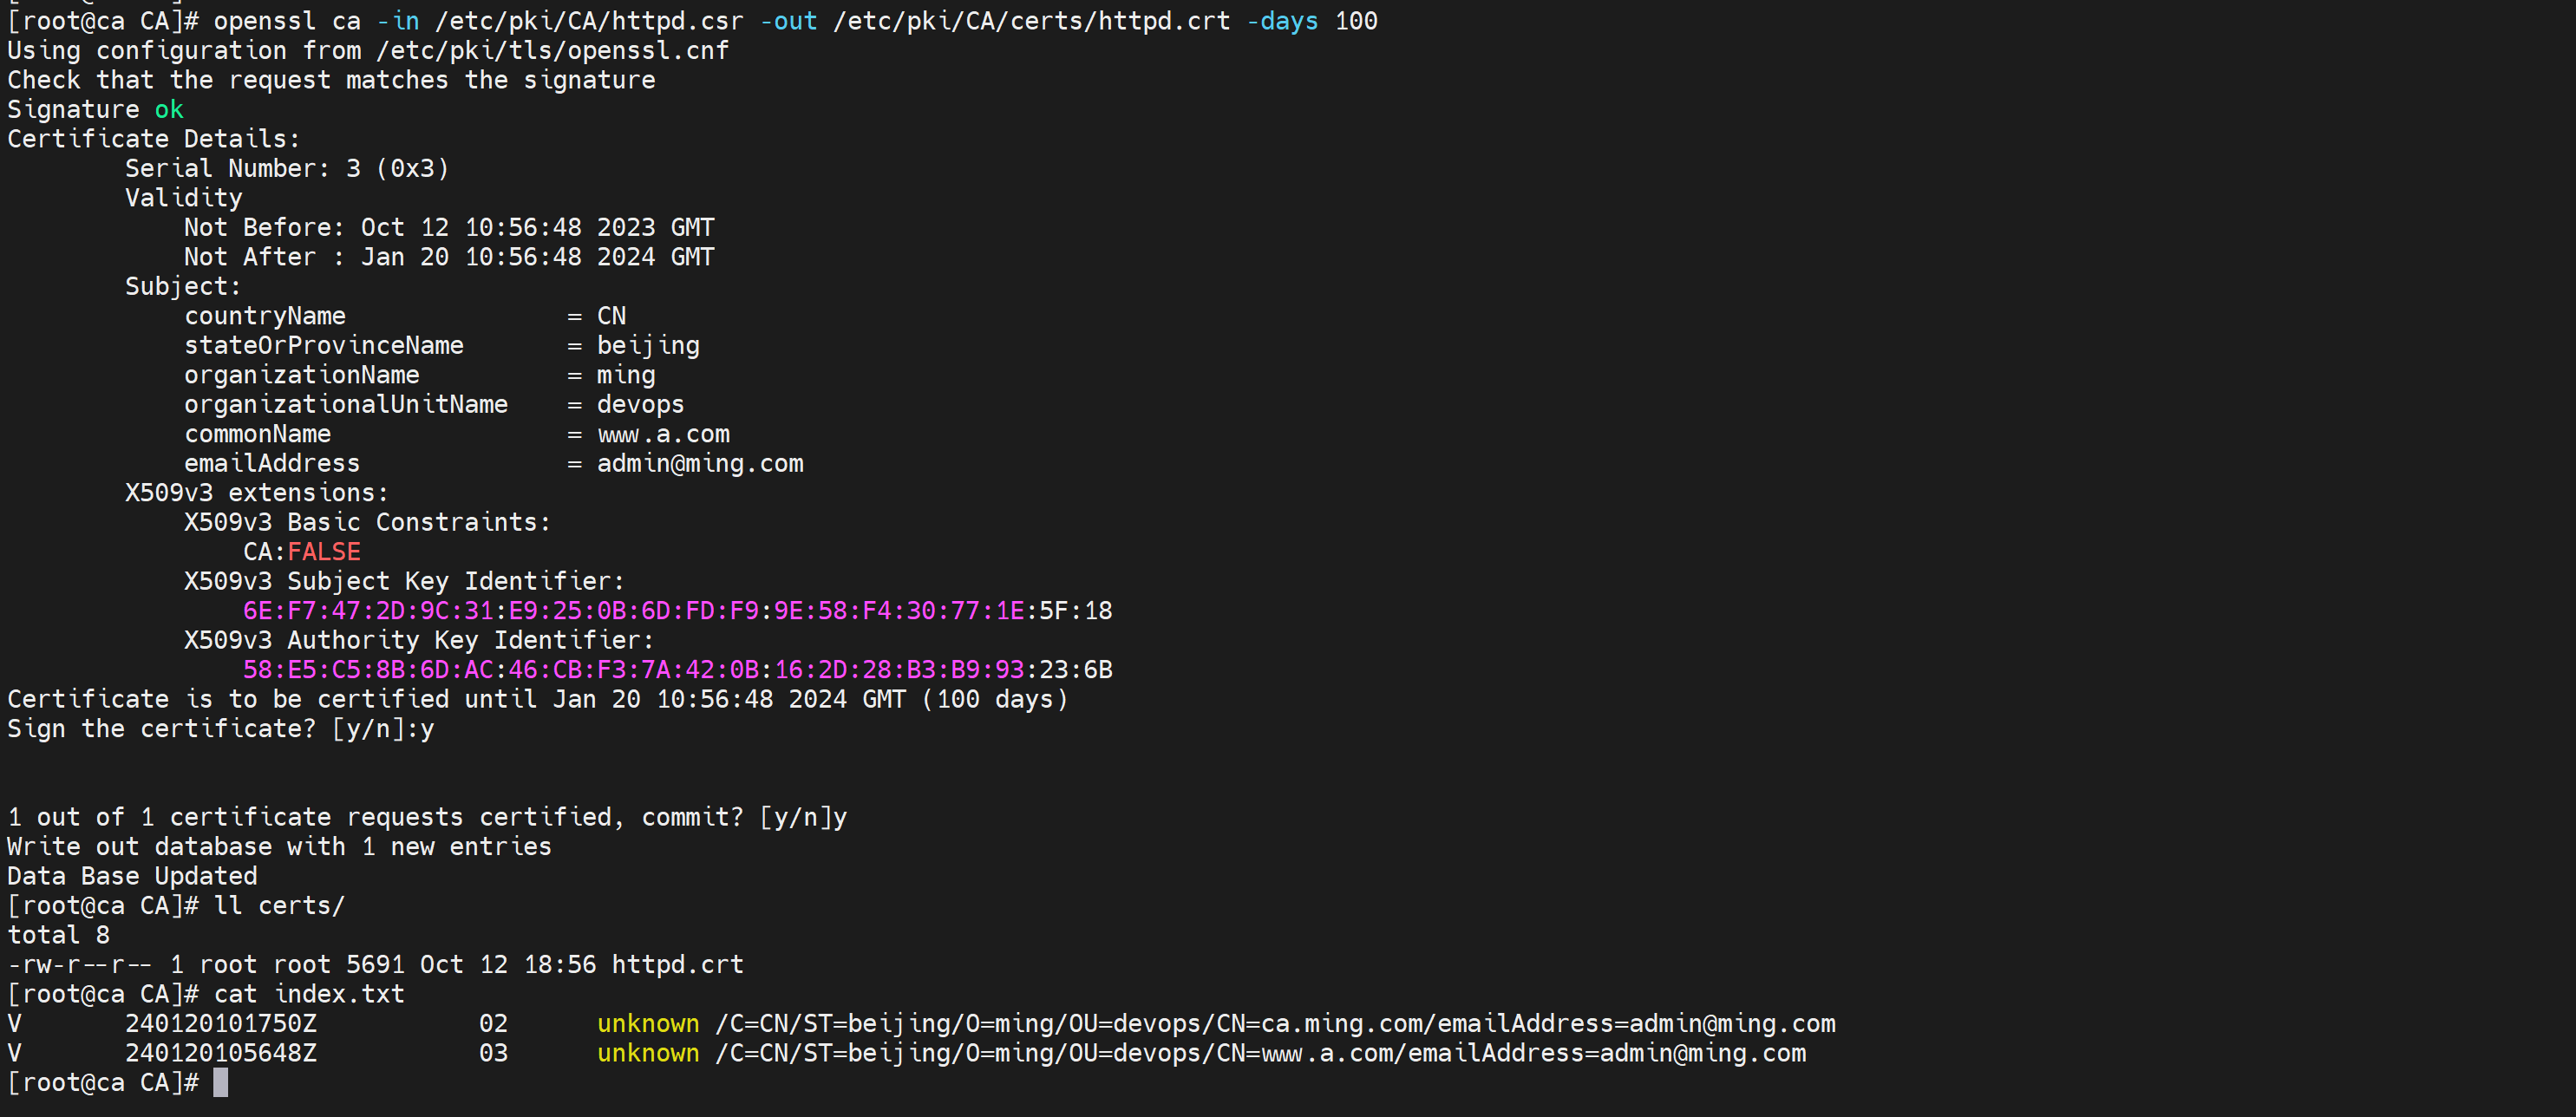 [root@ca CA]# openssl ca -in /etc/pki/CA/httpd.csr -out /etc/pki/CA/certs/httpd.crt -days 100
Using configuration from /etc/pki/tls/openssl.cnf
Check that the request matches the signature
Signature ok
Certificate Details:
        Serial Number: 3 (0x3)
        Validity
            Not Before: Oct 12 10:56:48 2023 GMT
            Not After : Jan 20 10:56:48 2024 GMT
        Subject:
            countryName               = CN
            stateOrProvinceName       = beijing
            organizationName          = ming
            organizationalUnitName    = devops
            commonName                = www.a.com
            emailAddress              = admin@ming.com
        X509v3 extensions:
            X509v3 Basic Constraints:
                CA:FALSE
            X509v3 Subject Key Identifier:
                6E:F7:47:2D:9C:31:E9:25:0B:6D:FD:F9:9E:58:F4:30:77:1E:5F:18
            X509v3 Authority Key Identifier:
                58:E5:C5:8B:6D:AC:46:CB:F3:7A:42:0B:16:2D:28:B3:B9:93:23:6B
Certificate is to be certified until Jan 20 10:56:48 2024 GMT (100 days)
Sign the certificate? [y/n]:y
1 out of 1 certificate requests certified, commit? [y/n]y
Write out database with 1 new entries
Data Base Updated
[root@ca CA]# ll certs/
total 8
-rw-r--r-- 1 root root 5691 Oct 12 18:56 httpd.crt
[root@ca CA]# cat index.txt
V       240120101750Z           02      unknown /C=CN/ST=beijing/O=ming/OU=devops/CN=ca.ming.com/emailAddress=admin@ming.com
V       240120105648Z           03      unknown /C=CN/ST=beijing/O=ming/OU=devops/CN=www.a.com/emailAddress=admin@ming.com
[root@ca CA]#